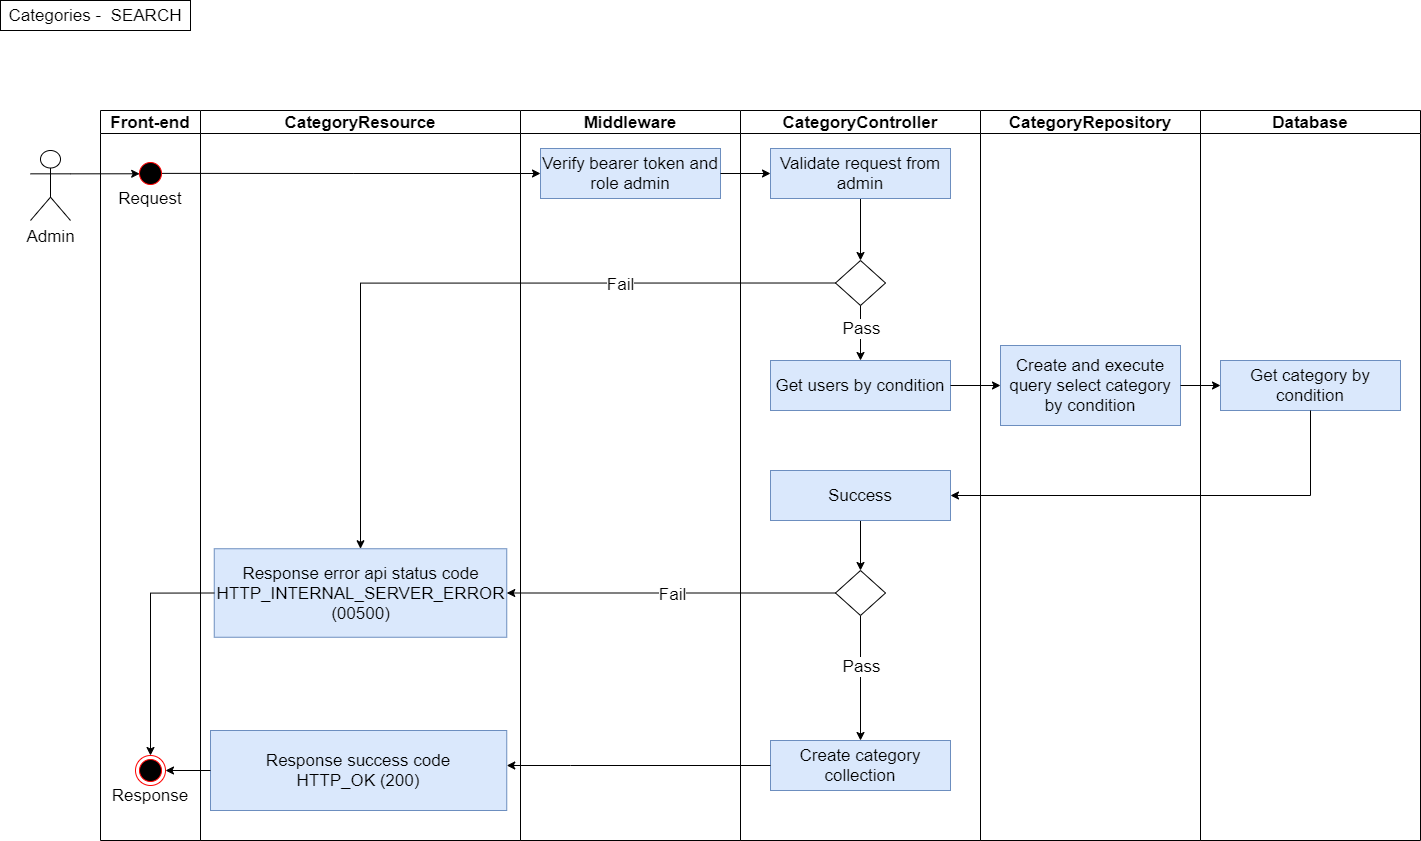 Categories -  SEARCH
Front-end
CategoryResource
Middleware
CategoryController
CategoryRepository
Database
Admin
Request
Verify bearer token and
role admin
Validate request from
admin
Fail
Pass
Get users by condition
Create and execute
query select category
by condition
Get category by
condition
Success
Response error api status code
HTTP_INTERNAL_SERVER_ERROR
(00500)
Fail
Pass
Response success code
HTTP_OK (200)
Create category
collection
Response